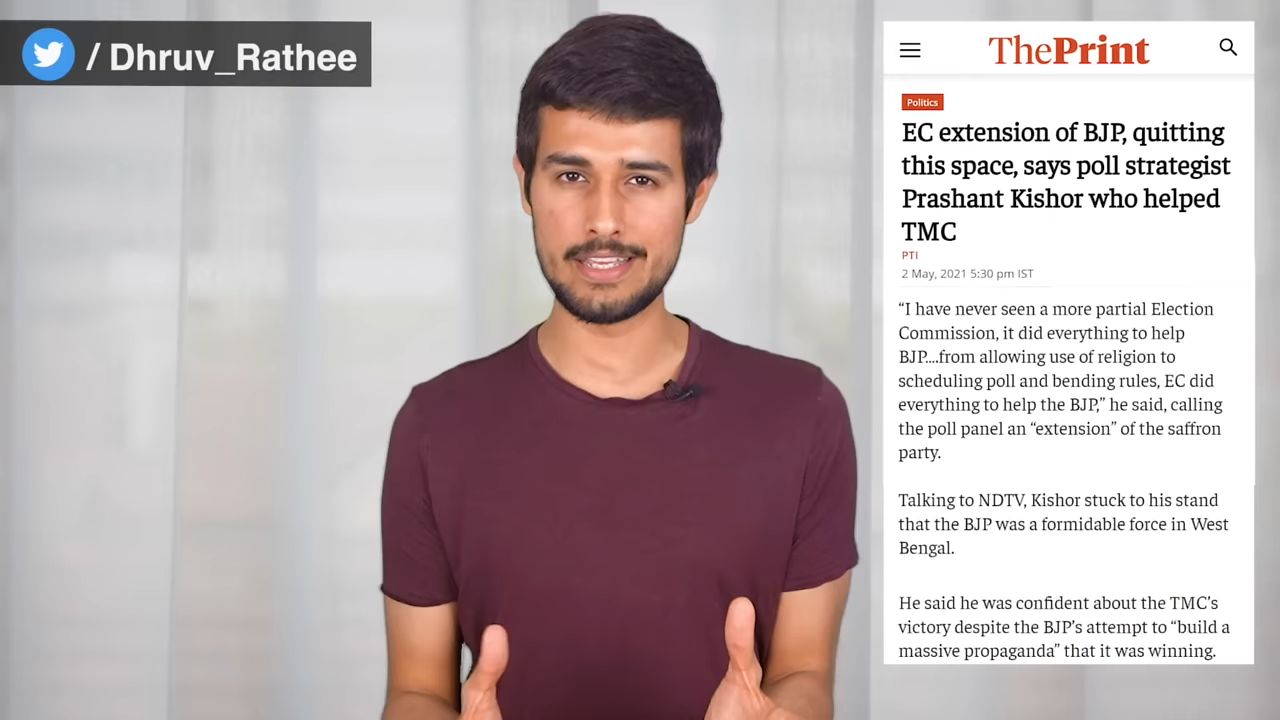 / Dhruv_Rathee
ThePrint
Politics
EC extension of BJP, quitting
this space, says poll strategist
Prashant Kishor who helped
TMC
PTI
2 May, 2021 5:30 pm IST
“I have never seen a more partial Election
Commission, it did everything to help
BJP....from allowing use of religion to
scheduling poll and bending rules, EC did
everything to help the BJP,” he said, calling
the poll panel an “extension” of the saffron
party.
Talking to NDTV, Kishor stuck to his stand
that the BJP was a formidable force in West
Bengal.
He said he was confident about the TMC’s
victory despite the BJP’s attempt to “build a
massive propaganda” that it was winning.